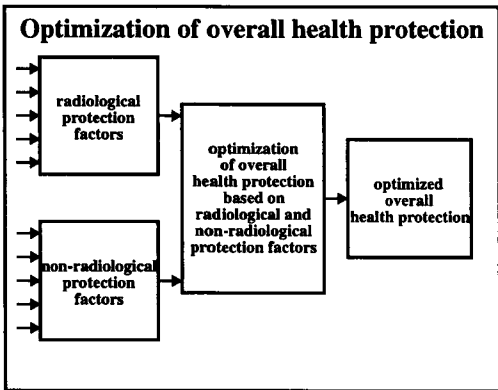 Optimization of overall health protection
radiological
protection
factors
non-radiological
protection
factors
optimization
of overall
health protection
based on
radiological and
non-radiological
protection factors
optimized
overall
health protection